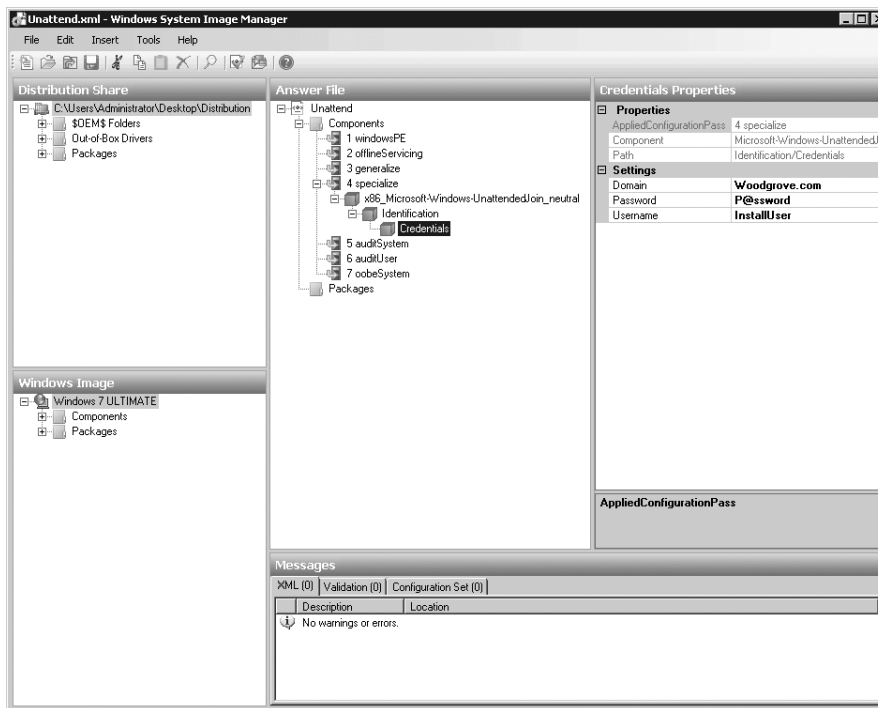 Unattend.xml - Windows System Image Manager
File Edit Insert Tools Help
Distribution Share
C:\Users\Administrator\Desktop\Distribution
$OEM$ Folders
Out-of-Box Drivers
Packages
Windows Image
Windows 7 ULTIMATE
Components
Packages
Answer File
Unattend
Components
1 windowsPE
2 offlineServicing
3 generalize
4 specialize
x86_Microsoft-Windows-UnattendedJoin_neutral
Identification
Credentials
5 auditSystem
6 auditUser
7 oobeSystem
Packages
Credentials Properties
Properties
AppliedConfigurationPass 4 specialize
Component Microsoft-Windows-UnattendedJ
Path Identification/Credentials
Settings
Domain Woodgrove.com
Password P@ssword
Username InstallUser
AppliedConfigurationPass
Messages
XML (0) Validation (0) Configuration Set (0)
Description Location
No warnings or errors.